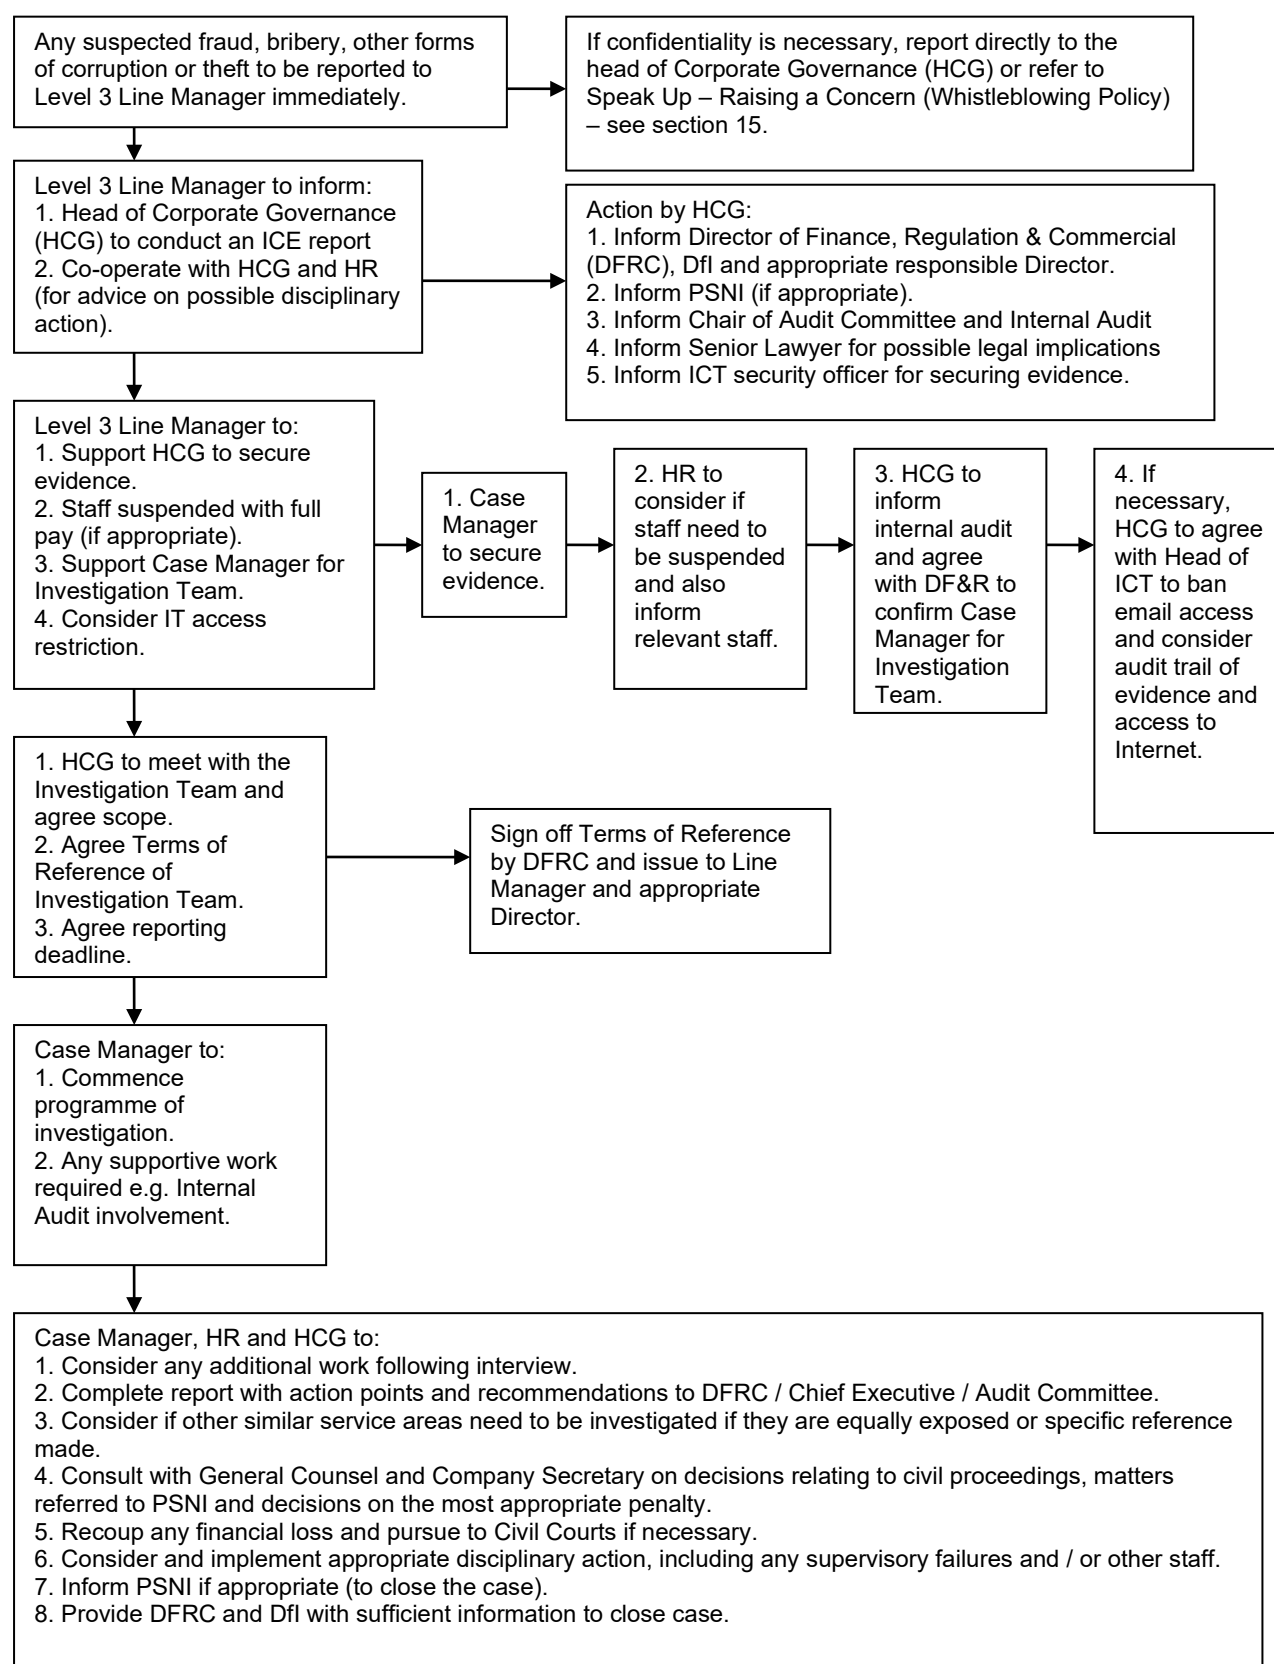 Any suspected fraud, bribery, other forms
of corruption or theft to be reported to
Level 3 Line Manager immediately.
If confidentiality is necessary, report directly to the
head of Corporate Governance (HCG) or refer to
Speak Up – Raising a Concern (Whistleblowing Policy)
– see section 15.
Level 3 Line Manager to inform:
1. Head of Corporate Governance
(HCG) to conduct an ICE report
2. Co-operate with HCG and HR
(for advice on possible disciplinary
action).
Action by HCG:
1. Inform Director of Finance, Regulation & Commercial
(DFRC), DfI and appropriate responsible Director.
2. Inform PSNI (if appropriate).
3. Inform Chair of Audit Committee and Internal Audit
4. Inform Senior Lawyer for possible legal implications
5. Inform ICT security officer for securing evidence.
Level 3 Line Manager to:
1. Support HCG to secure
evidence.
2. Staff suspended with full
pay (if appropriate).
3. Support Case Manager for
Investigation Team.
4. Consider IT access
restriction.
1. Case
Manager
to secure
evidence.
2. HR to
consider if
staff need to
be suspended
and also
inform
relevant staff.
3. HCG to
inform
internal audit
and agree
with DF&R to
confirm Case
Manager for
Investigation
Team.
4. If
necessary,
HCG to agree
with Head of
ICT to ban
email access
and consider
audit trail of
evidence and
access to
Internet.
1. HCG to meet with the
Investigation Team and
agree scope.
2. Agree Terms of
Reference of
Investigation Team.
3. Agree reporting
deadline.
Sign off Terms of Reference
by DFRC and issue to Line
Manager and appropriate
Director.
Case Manager to:
1. Commence
programme of
investigation.
2. Any supportive work
required e.g. Internal
Audit involvement.
Case Manager, HR and HCG to:
1. Consider any additional work following interview.
2. Complete report with action points and recommendations to DFRC / Chief Executive / Audit Committee.
3. Consider if other similar service areas need to be investigated if they are equally exposed or specific reference
made.
4. Consult with General Counsel and Company Secretary on decisions relating to civil proceedings, matters
referred to PSNI and decisions on the most appropriate penalty.
5. Recoup any financial loss and pursue to Civil Courts if necessary.
6. Consider and implement appropriate disciplinary action, including any supervisory failures and / or other staff.
7. Inform PSNI if appropriate (to close the case).
8. Provide DFRC and DfI with sufficient information to close case.